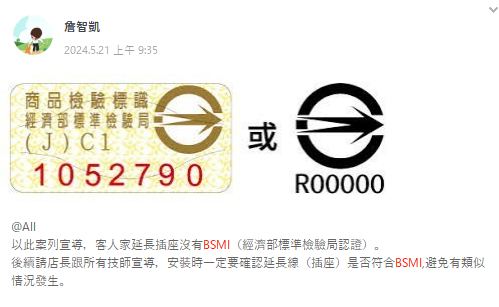 詹智凱
2024.5.21 上午 9:35
商品檢驗標識
經濟部標準檢驗局
(J)C1
1052790
或
R00000
@All
以此案列宣導，客人家延長插座沒有BSMI（經濟部標準檢驗局認證）。
後續請店長跟所有技師宣導，安裝時一定要確認延長線（插座）是否符合BSMI,避免有類似
情況發生。